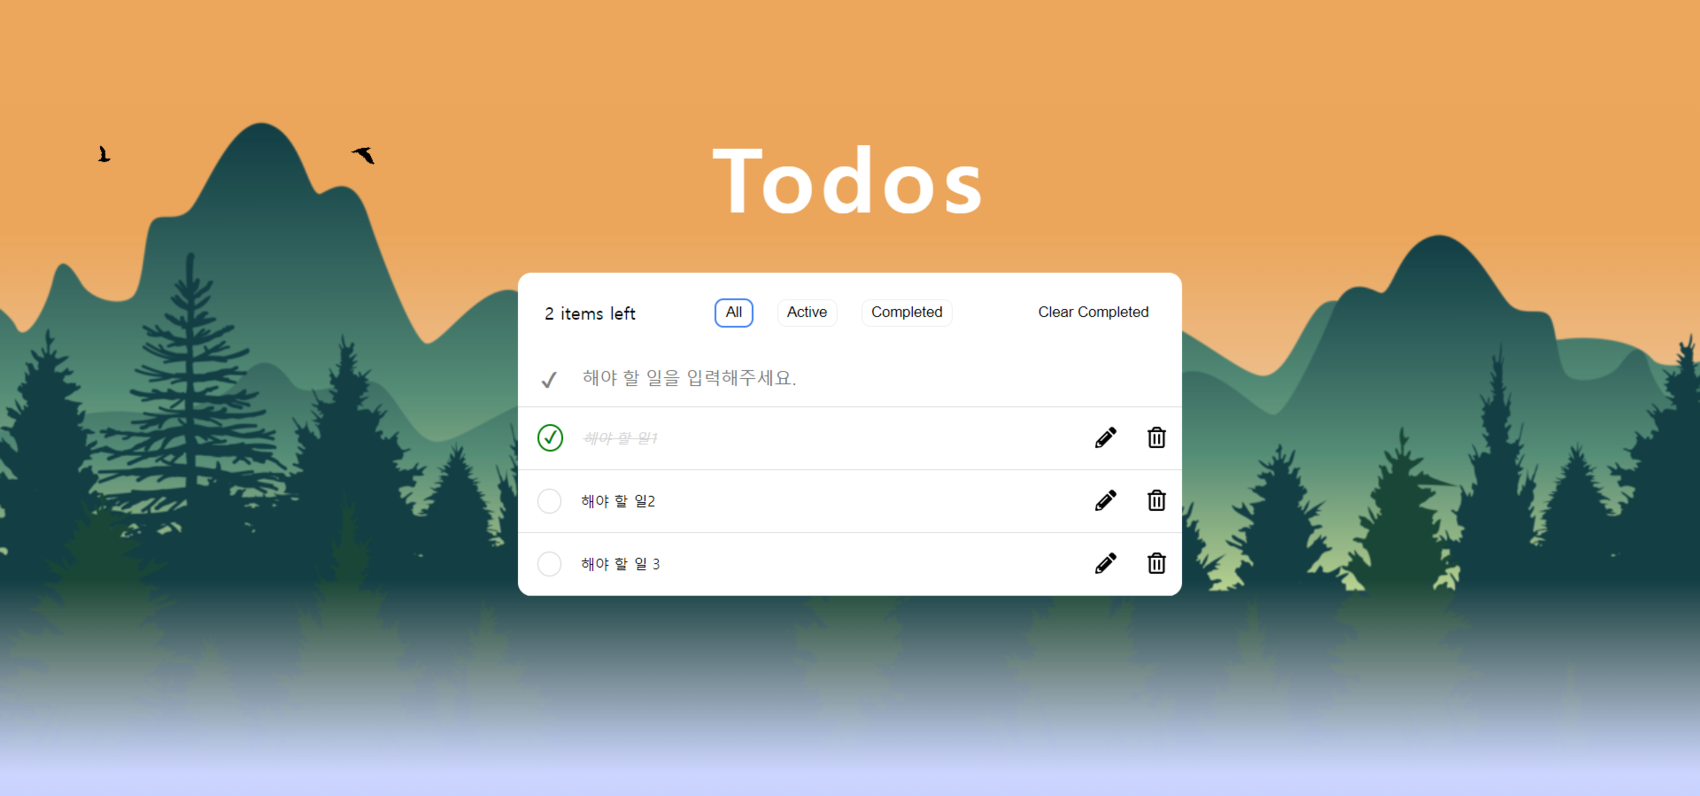 Todos
2 items left All Active Completed Clear Completed
해야 할 일을 입력해주세요.
해야 할 일1
해야 할 일2
해야 할 일 3